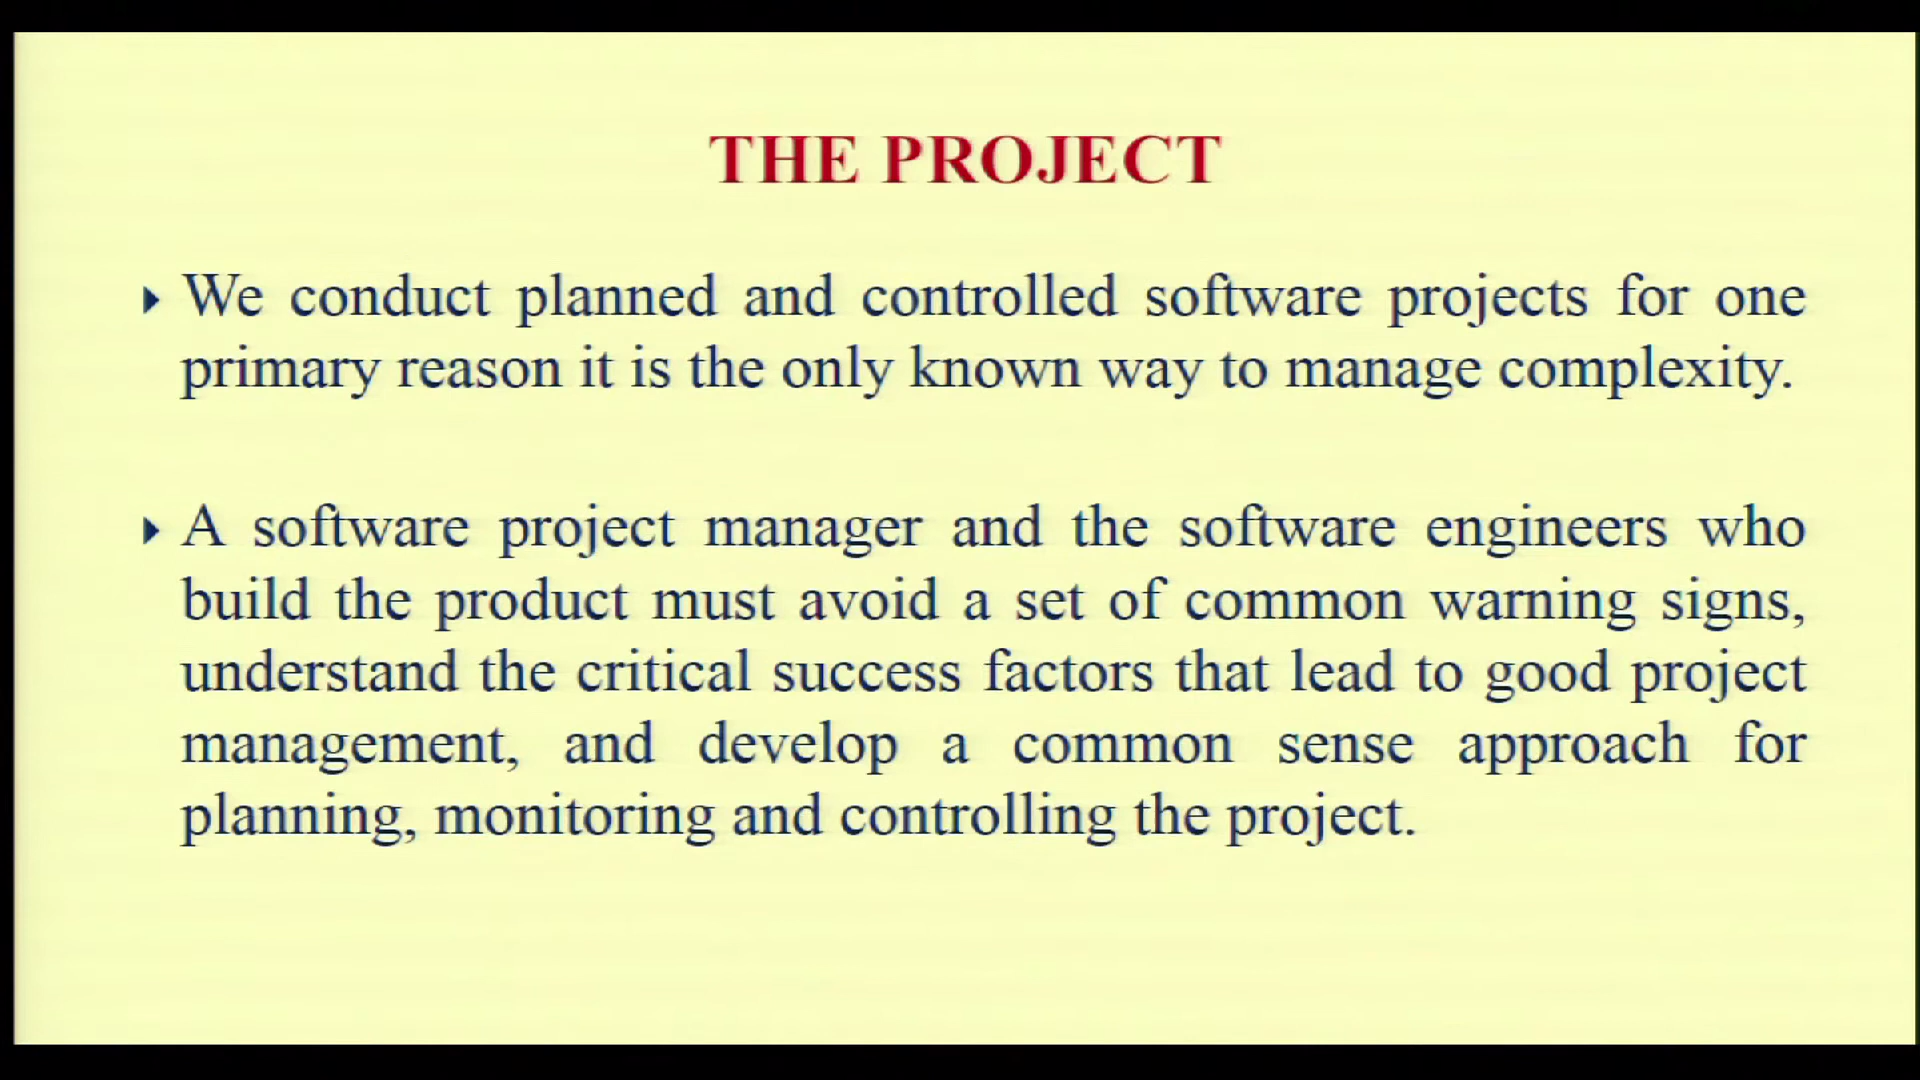 THE PROJECT
We conduct planned and controlled software projects for one
primary reason it is the only known way to manage complexity.
A software project manager and the software engineers who
build the product must avoid a set of common warning signs,
understand the critical success factors that lead to good project
management, and develop a common sense approach for
planning, monitoring and controlling the project.